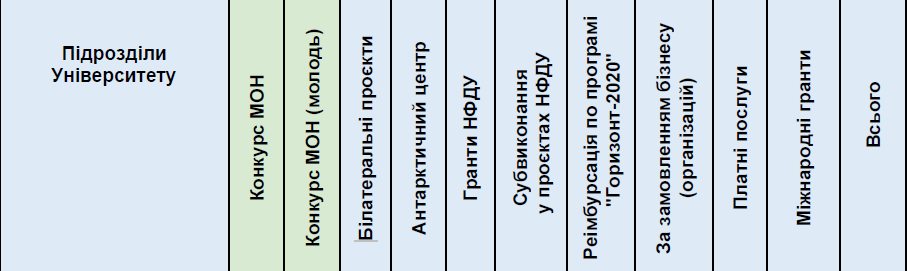 Підрозділи
Університету
Конкурс МОН
Конкурс МОН (молодь)
Білатеральні проєкти
Антарктичний центр
Гранти НФДУ
Субвиконання
у проєктах НФДУ
Реімбурсація по програмі
"Горизонт-2020"
За замовленням бізнесу
(організацій)
Платні послуги
Міжнародні гранти
Всього